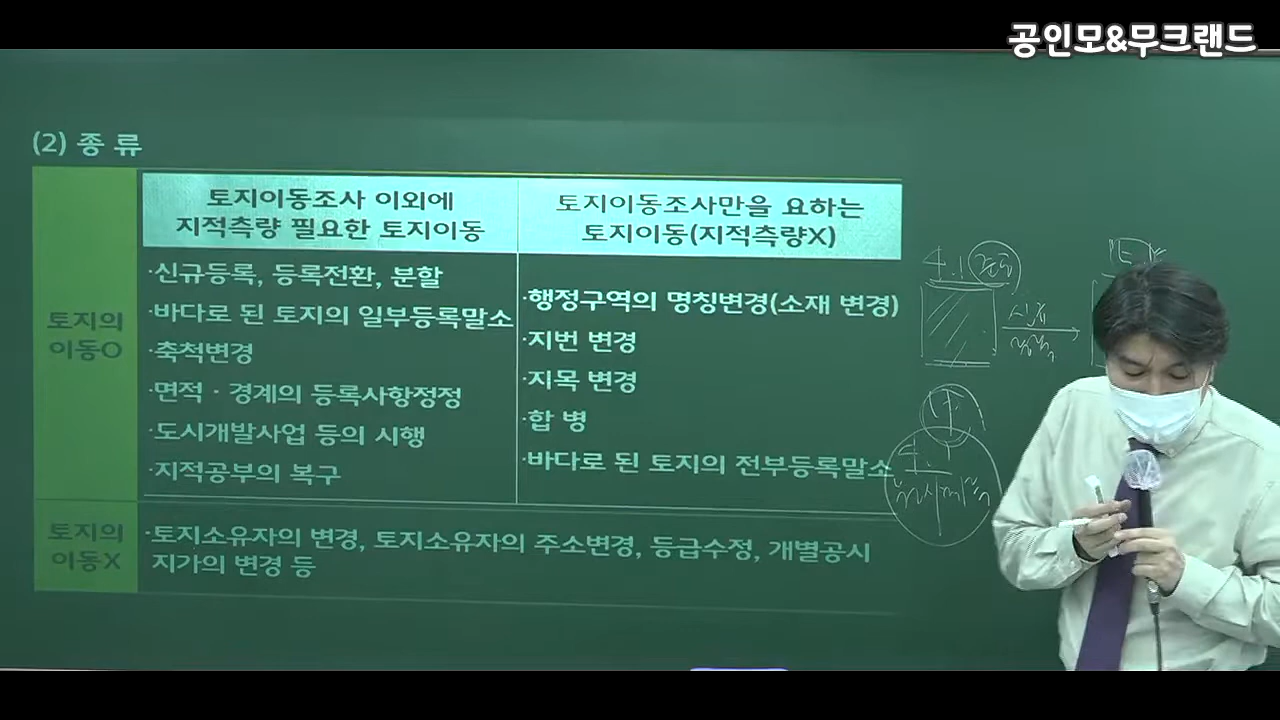 공인모&무크랜드
(2) 종 류
토지이동조사 이외에
지적측량 필요한 토지이동
토지이동조사만을 요하는
토지이동(지적측량X)
토지의
이동O
·신규등록, 등록전환, 분할
·바다로 된 토지의 일부등록말소
·축척변경
·면적 · 경계의 등록사항정정
·도시개발사업 등의 시행
·지적공부의 복구
·행정구역의 명칭변경(소재 변경)
·지번 변경
·지목 변경
·합 병
·바다로 된 토지의 전부등록말소
토지의
이동X
·토지소유자의 변경, 토지소유자의 주소변경, 등급수정, 개별공시
지가의 변경 등